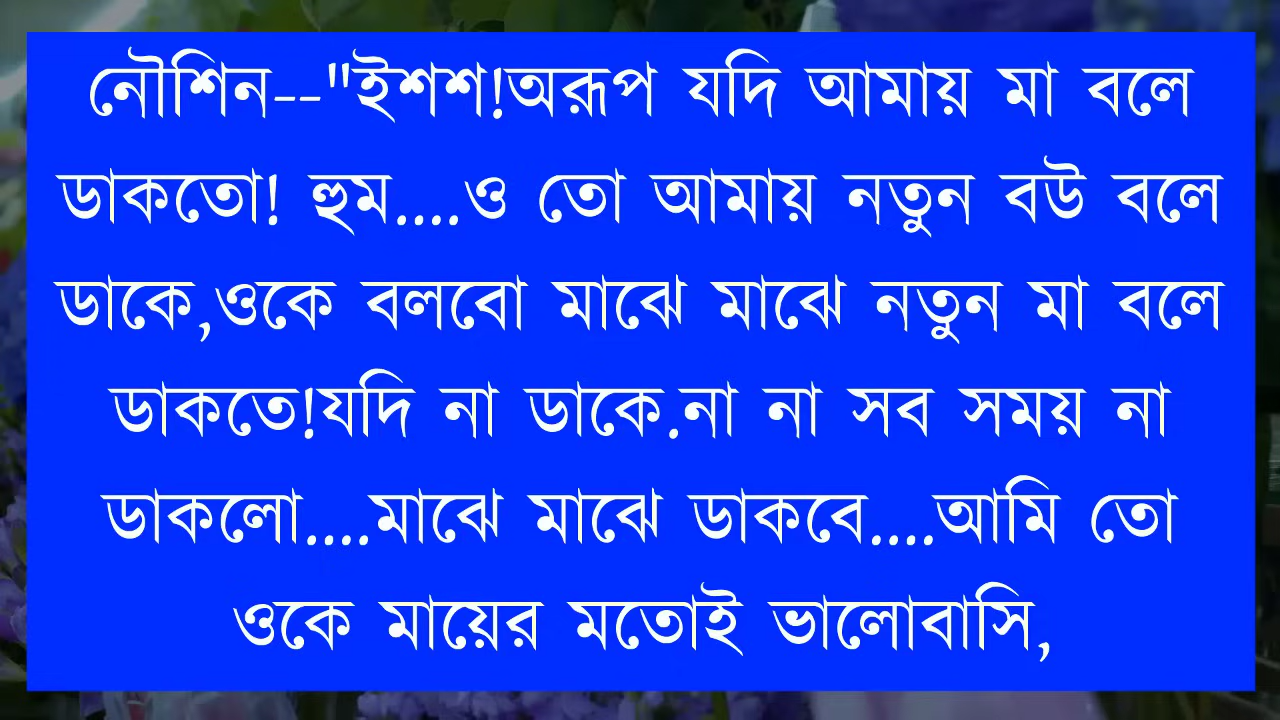 নৌশিন--"ইশশ!অরূপ যদি আমায় মা বলে
ডাকতো! হুম....ও তো আমায় নতুন বউ বলে
ডাকে,ওকে বলবো মাঝে মাঝে নতুন মা বলে
ডাকতে!যদি না ডাকে.না না সব সময় না
ডাকলো....মাঝে মাঝে ডাকবে....আমি তো
ওকে মায়ের মতোই ভালোবাসি,